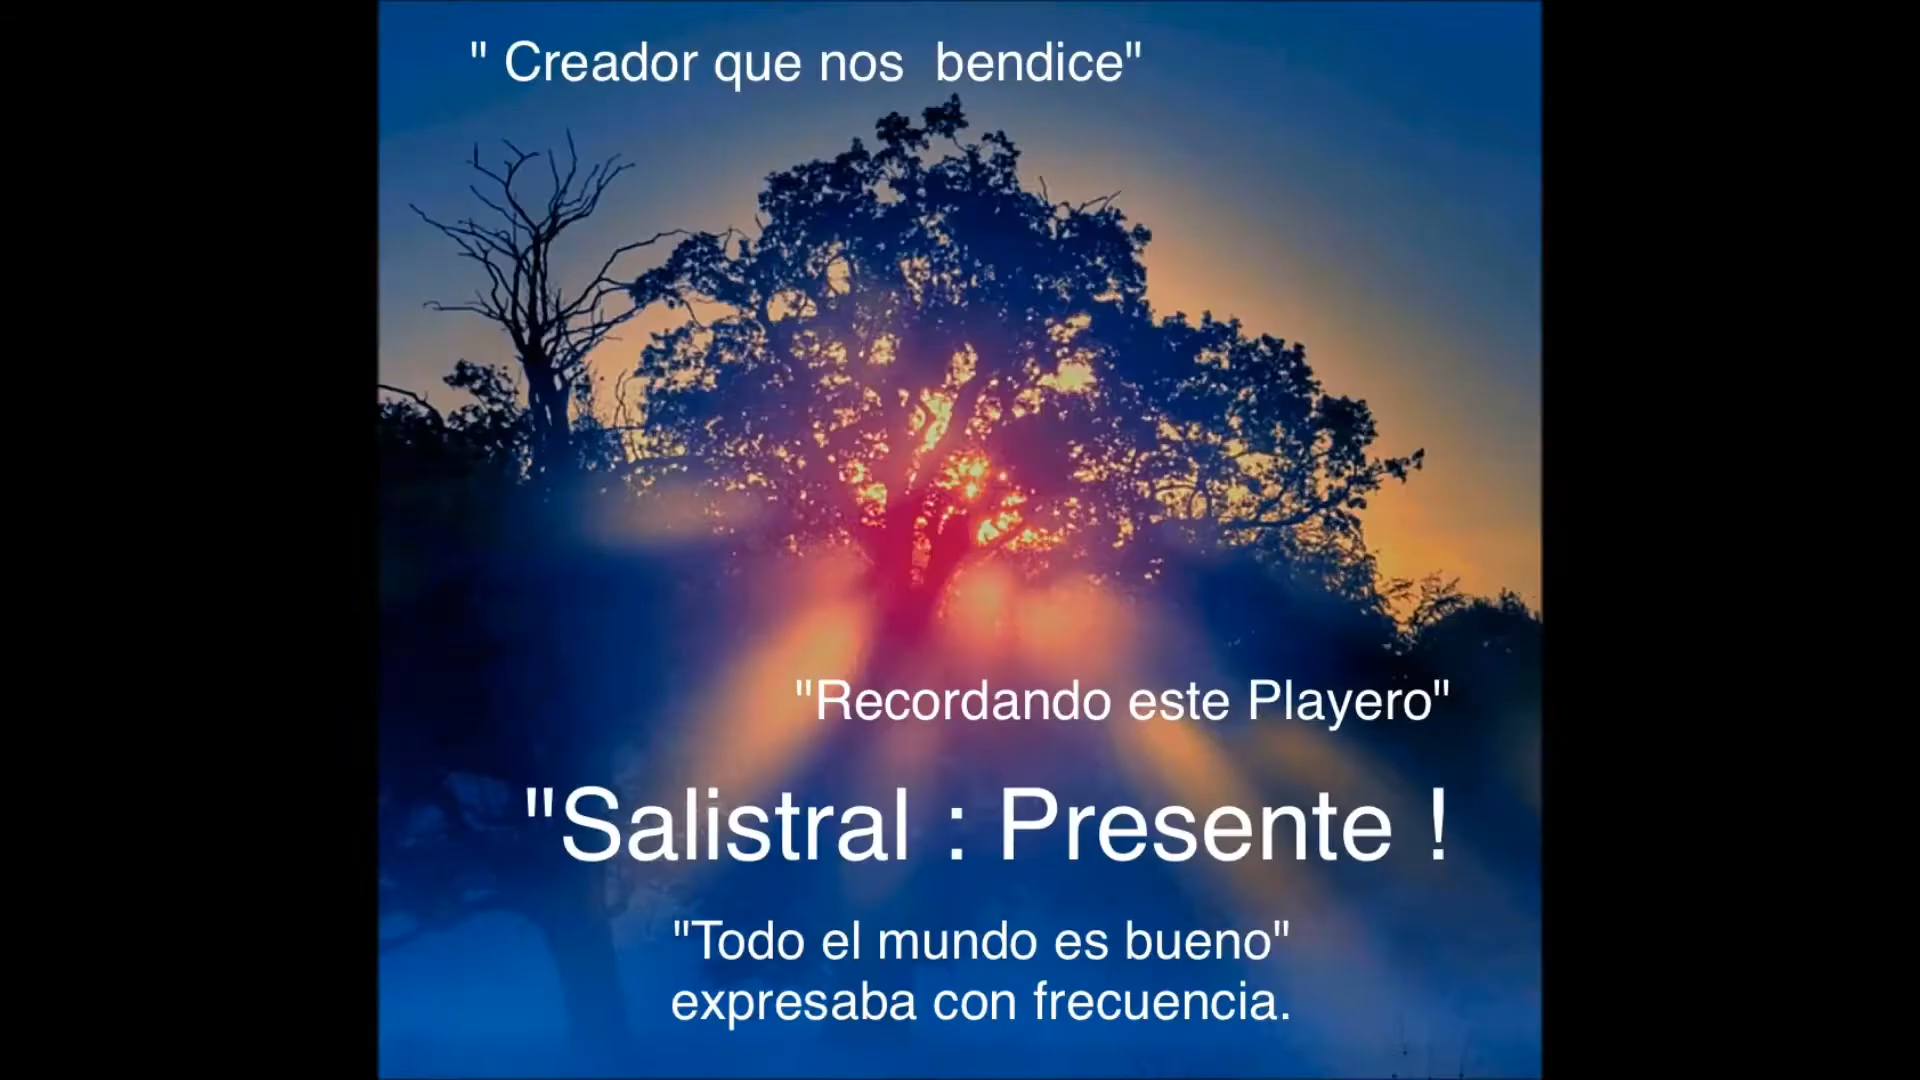 " Creador que nos  bendice"
"Recordando este Playero"
"Salistral : Presente !
"Todo el mundo es bueno"
expresaba con frecuencia.